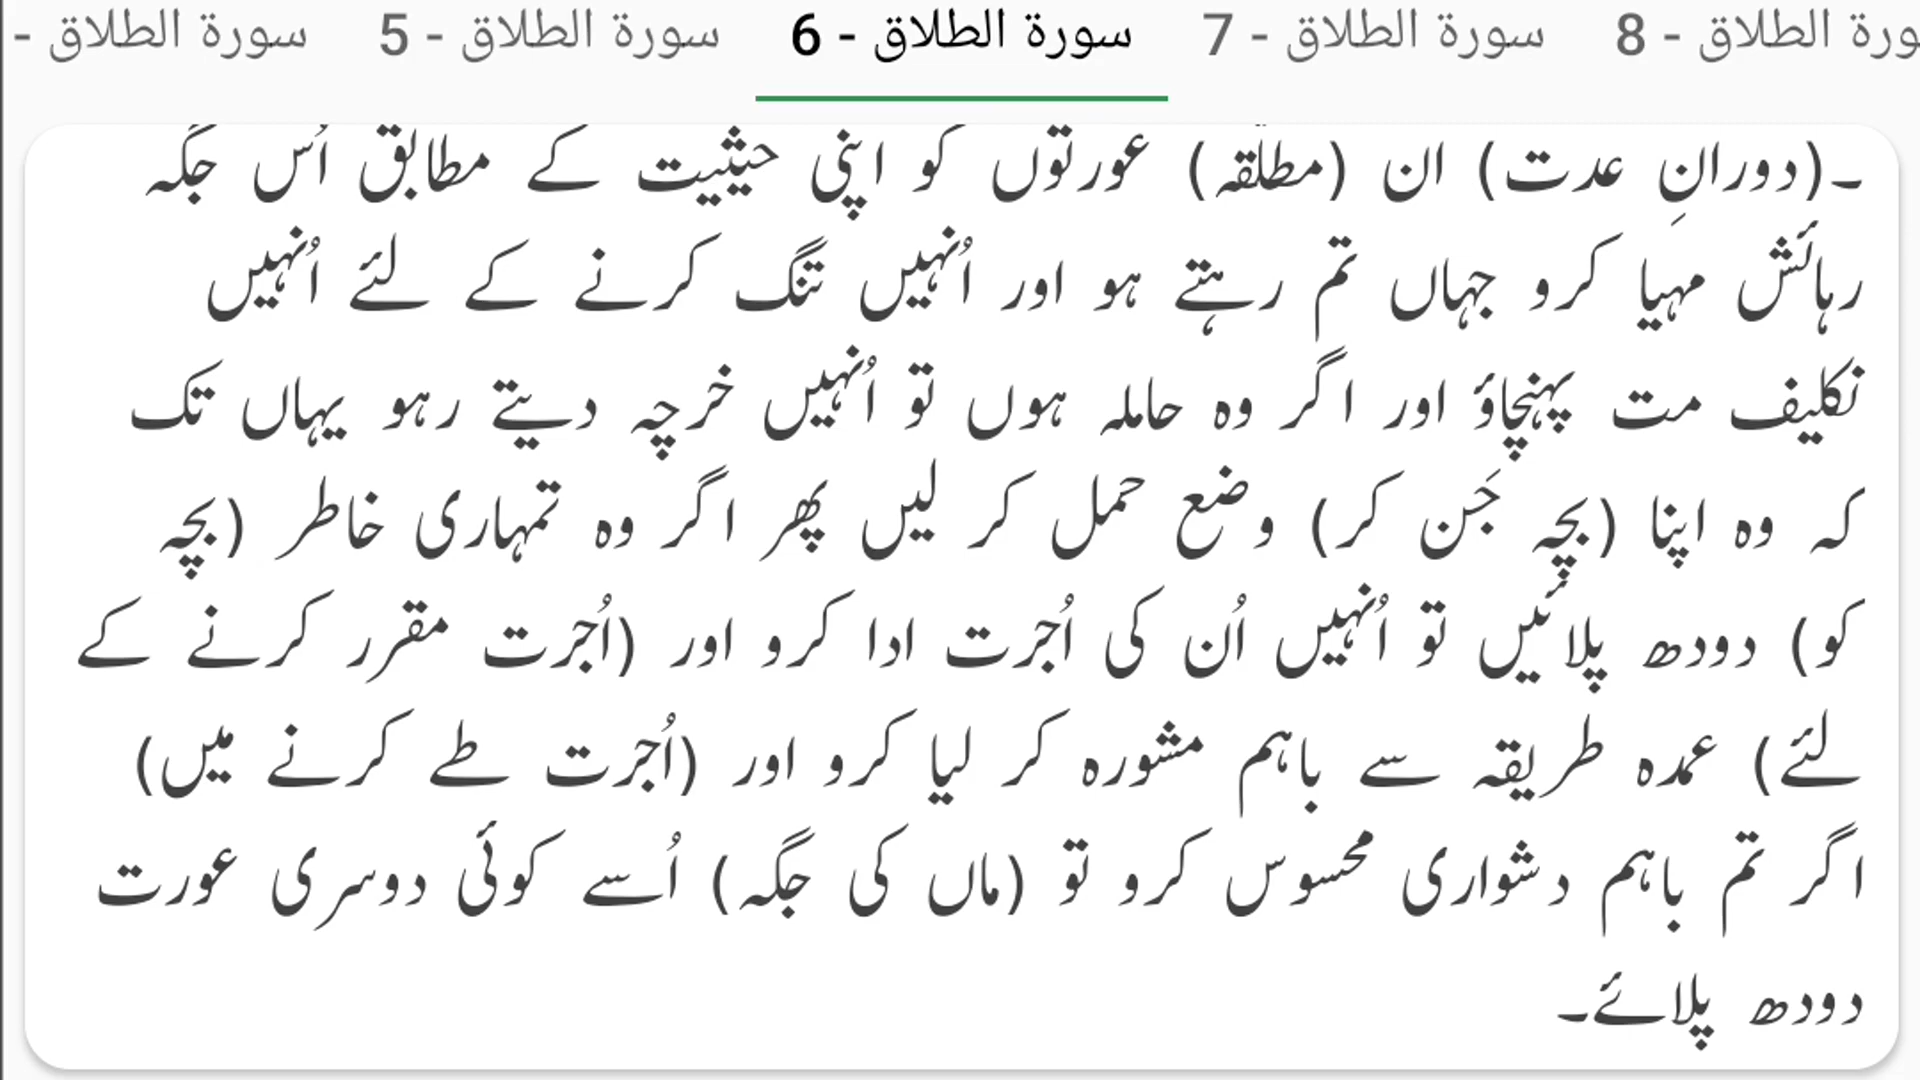 سورة الطلاق - سورة الطلاق - 5 سورة الطلاق - 6 سورة الطلاق - 7 ورة الطلاق - 8
۔(دورانِ عدت) ان (مطلّقہ) عورتوں کو اپنی حیثیت کے مطابق اُس جگہ
رہائش مہیا کرو جہاں تم رہتے ہو اور اُنہیں تنگ کرنے کے لئے اُنہیں
تکلیف مت پہنچاؤ اور اگر وہ حاملہ ہوں تو اُنہیں خرچہ دیتے رہو یہاں تک
کہ وہ اپنا (بچہ جَن کر) وضع حمل کر لیں پھر اگر وہ تمہاری خاطر (بچہ
کو) دودھ پلائیں تو اُنہیں اُن کی اُجرت ادا کرو اور (اُجرت مقرر کرنے کے
لئے) عمدہ طریقہ سے باہم مشورہ کر لیا کرو اور (اُجرت طے کرنے میں)
اگر تم باہم دشواری محسوس کرو تو (ماں کی جگہ) اُسے کوئی دوسری عورت
دودھ پلائے۔